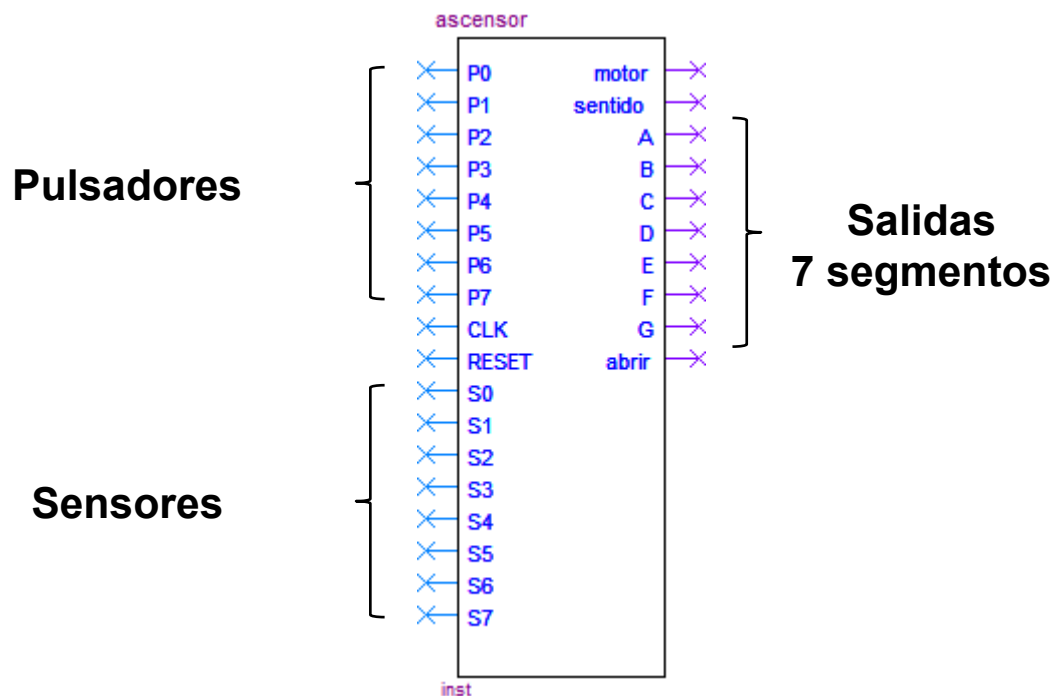 ascensor
P0 motor
P1 sentido
P2 A
P3 B
P4 C
P5 D
P6 E
P7 F
CLK G
RESET abrir
S0
S1
S2
S3
S4
S5
S6
S7
inst
Pulsadores
Sensores
Salidas
7 segmentos